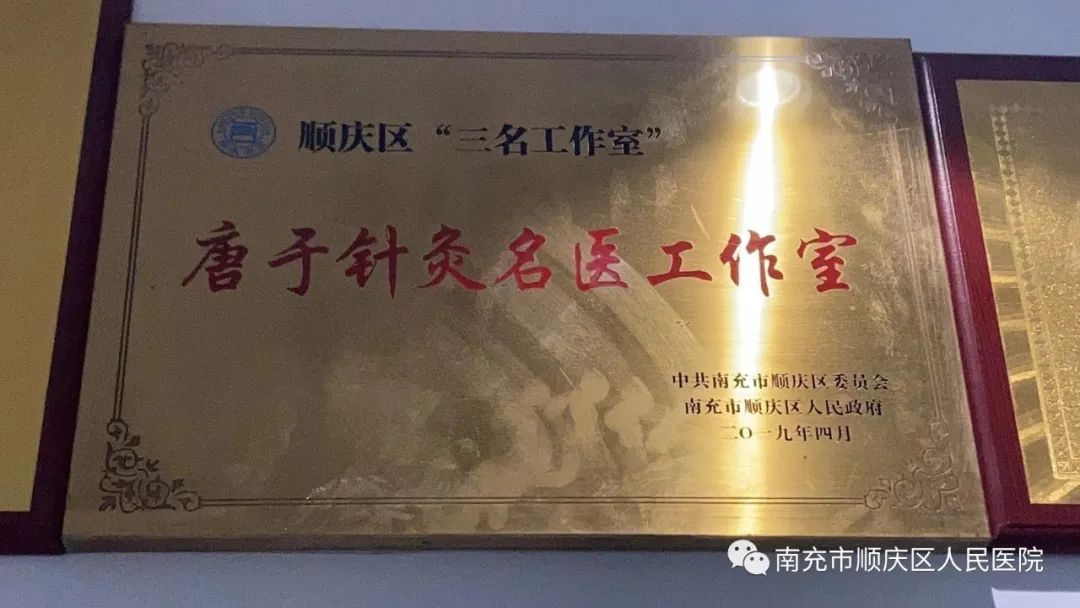 顺庆区“三名工作室”
唐于针灸名医工作室
中共南充市顺庆区委员会
南充市顺庆区人民政府
二〇一九年四月
南充市顺庆区人民医院